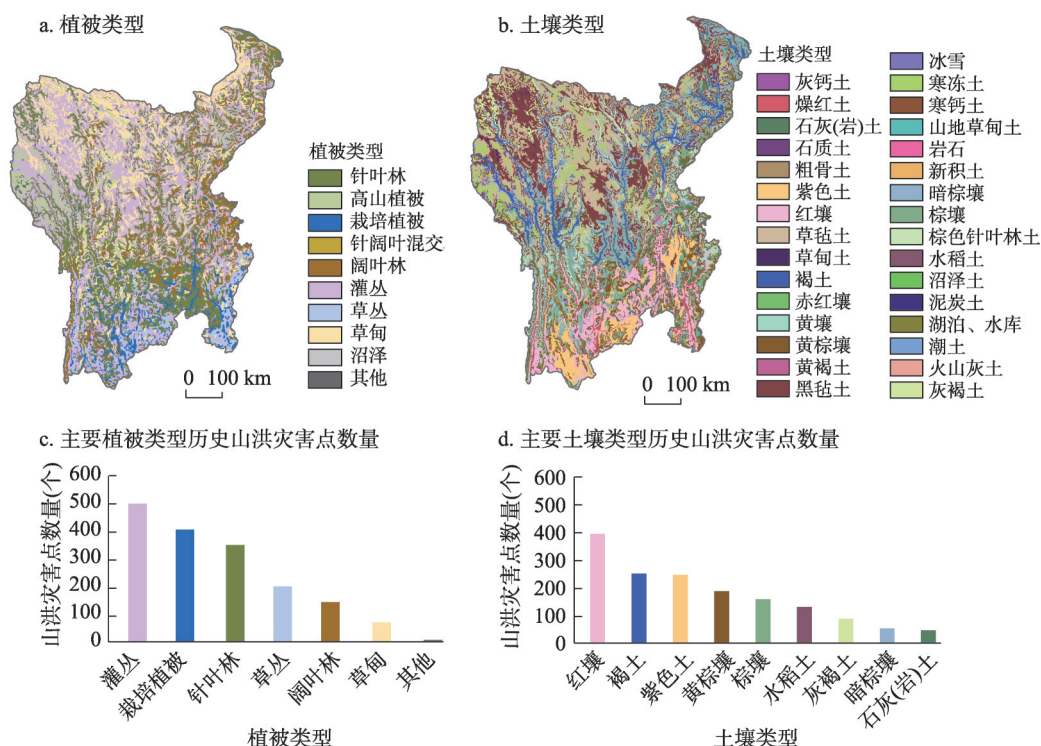 a. 植被类型
植被类型
针叶林
高山植被
栽培植被
针阔叶混交
阔叶林
灌丛
草丛
草甸
沼泽
其他
0 100 km
b. 土壤类型
土壤类型
灰钙土
燥红土
石灰(岩)土
石质土
粗骨土
紫色土
红壤
草毡土
草甸土
褐土
赤红壤
黄壤
黄棕壤
黄褐土
黑毡土
冰雪
寒冻土
寒钙土
山地草甸土
岩石
新积土
暗棕壤
棕壤
棕色针叶林土
水稻土
沼泽土
泥炭土
湖泊、水库
潮土
火山灰土
灰褐土
0 100 km
c. 主要植被类型历史山洪灾害点数量
山洪灾害点数量(个)
600
500
400
300
200
100
0
灌丛
栽培植被
针叶林
草丛
阔叶林
草甸
其他
植被类型
d. 主要土壤类型历史山洪灾害点数量
山洪灾害点数量(个)
600
500
400
300
200
100
0
红壤
褐土
紫色土
黄棕壤
棕壤
水稻土
灰褐土
暗棕壤
石灰(岩)土
土壤类型